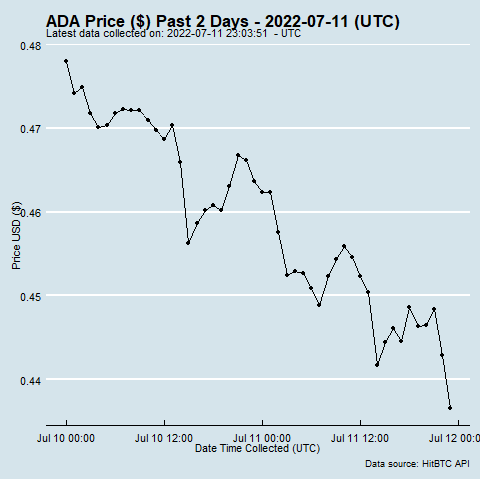 ADA Price ($) Past 2 Days - 2022-07-11 (UTC)
Latest data collected on: 2022-07-11 23:03:51 - UTC
0.48
0.47
0.46
0.45
0.44
Price USD ($)
Jul 10 00:00 Jul 10 12:00 Jul 11 00:00 Jul 11 12:00 Jul 12 00:0
Date Time Collected (UTC)
Data source: HitBTC API